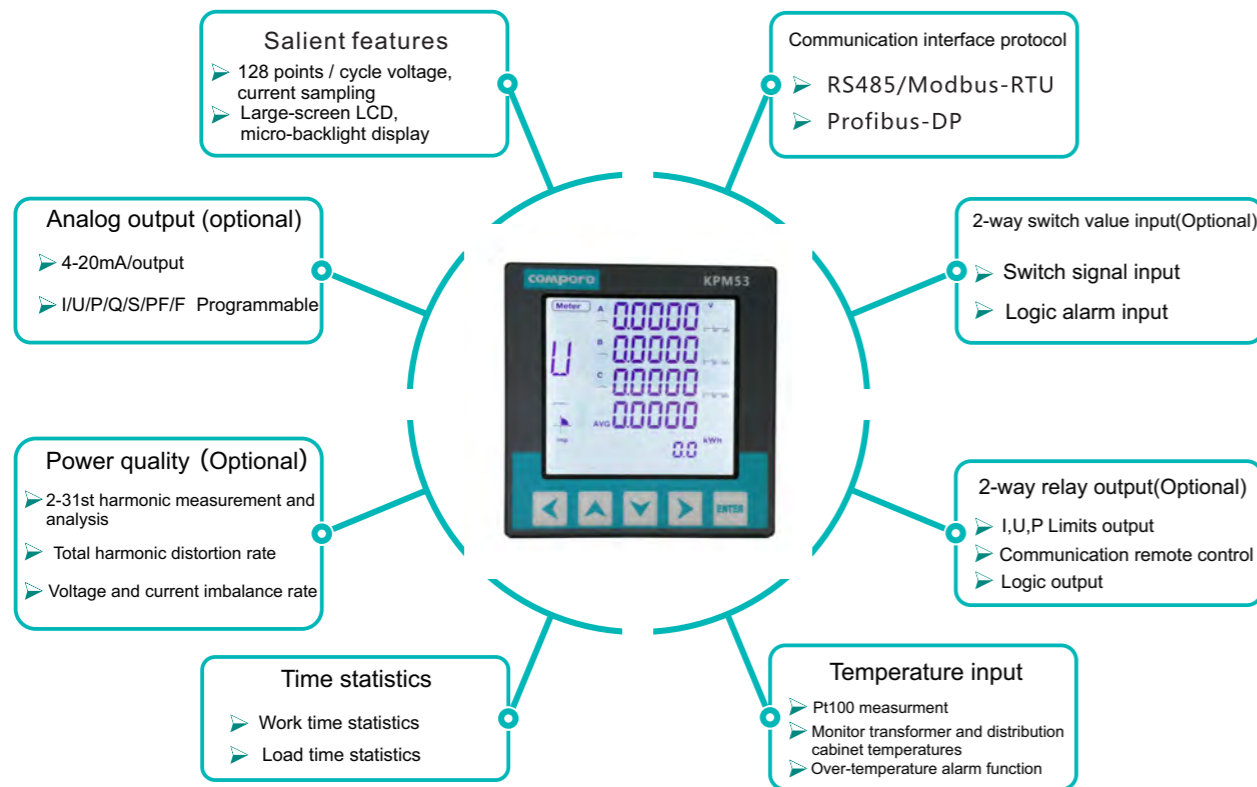 Salient features
128 points / cycle voltage,
current sampling
Large-screen LCD,
micro-backlight display
Communication interface protocol
RS485/Modbus-RTU
Profibus-DP
Analog output (optional)
4-20mA/output
I/U/P/Q/S/PF/F Programmable
2-way switch value input(Optional)
Switch signal input
Logic alarm input
compere
KPM53
Meter
A 0.0000 V
B 0.0000
U
C 0.0000
AVG 0.0000
0.0 kWh
ENTER
Power quality (Optional)
2-31st harmonic measurement and
analysis
Total harmonic distortion rate
Voltage and current imbalance rate
2-way relay output(Optional)
I,U,P Limits output
Communication remote control
Logic output
Time statistics
Work time statistics
Load time statistics
Temperature input
Pt100 measurment
Monitor transformer and distribution
cabinet temperatures
Over-temperature alarm function